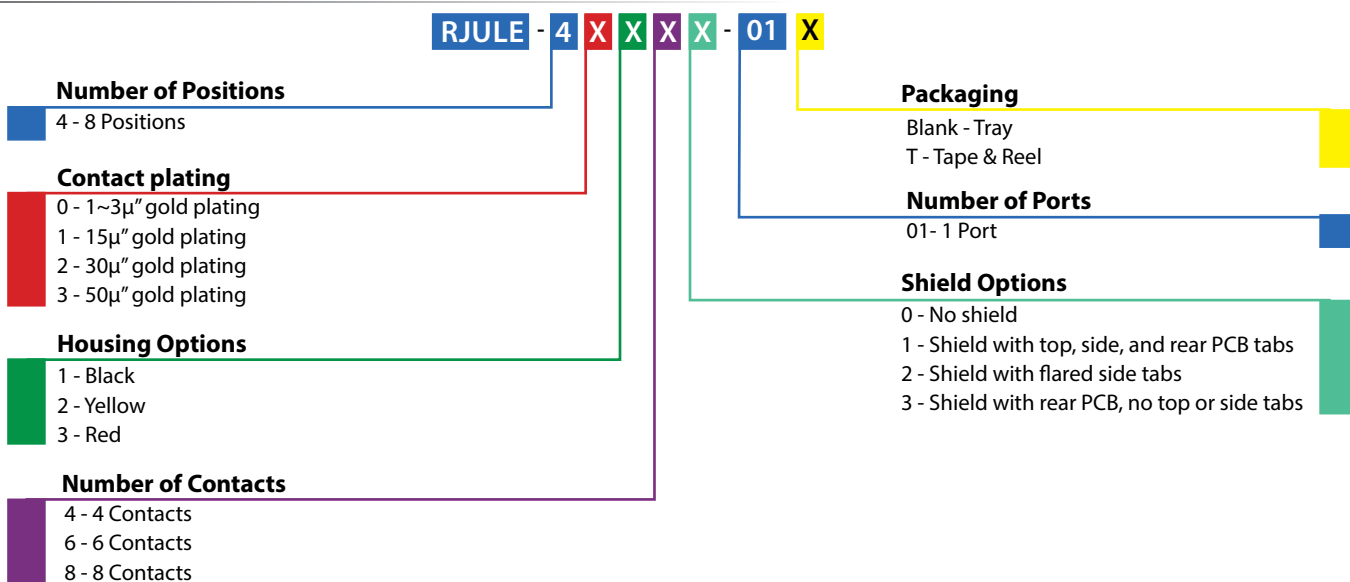 RJULE - 4 X X X X - 01 X
Number of Positions
4 - 8 Positions
Contact plating
0 - 1~3µ” gold plating
1 - 15µ” gold plating
2 - 30µ” gold plating
3 - 50µ” gold plating
Housing Options
1 - Black
2 - Yellow
3 - Red
Number of Contacts
4 - 4 Contacts
6 - 6 Contacts
8 - 8 Contacts
Packaging
Blank - Tray
T - Tape & Reel
Number of Ports
01- 1 Port
Shield Options
0 - No shield
1 - Shield with top, side, and rear PCB tabs
2 - Shield with flared side tabs
3 - Shield with rear PCB, no top or side tabs